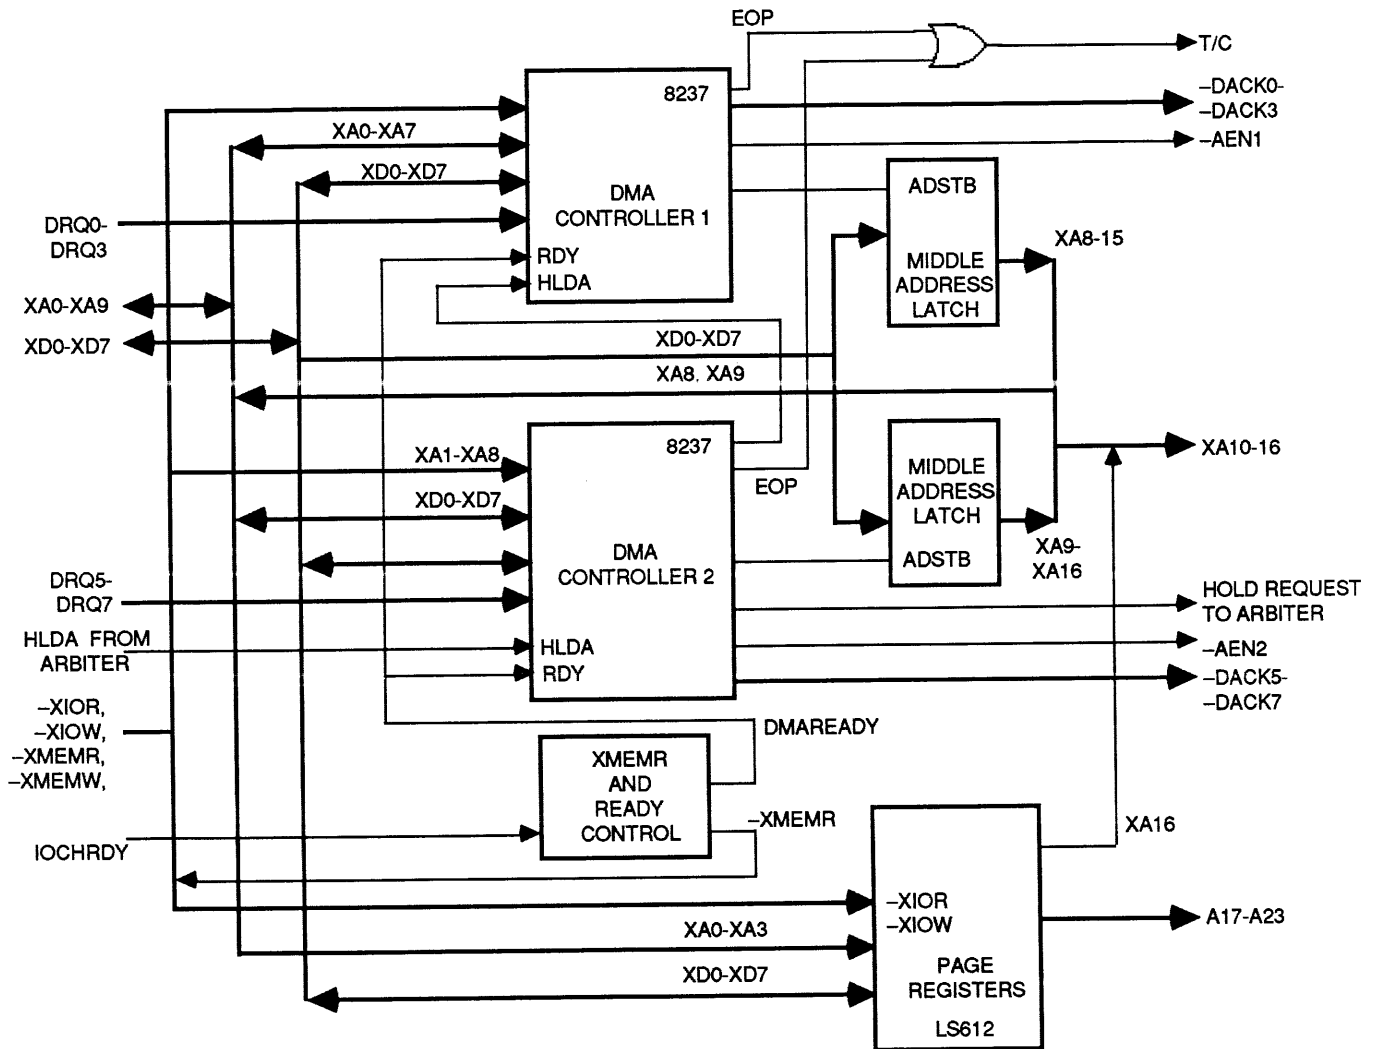 EOP
T/C
8237
–DACK0-
–DACK3
XA0-XA7
–AEN1
XD0-XD7
ADSTB
DMA
CONTROLLER 1
DRQ0-
DRQ3
XA8-15
RDY
MIDDLE
ADDRESS
LATCH
HLDA
XA0-XA9
XD0-XD7
XD0-XD7
XA8. XA9
8237
XA1-XA8
XA10-16
MIDDLE
ADDRESS
LATCH
EOP
XD0-XD7
DMA
CONTROLLER 2
XA9-
XA16
ADSTB
DRQ5-
DRQ7
HOLD REQUEST
TO ARBITER
HLDA FROM
ARBITER
HLDA
–AEN2
RDY
–DACK5-
–DACK7
–XIOR,
–XIOW,
–XMEMR,
–XMEMW,
DMAREADY
XMEMR
AND
READY
CONTROL
–XMEMR
XA16
IOCHRDY
–XIOR
–XIOW
A17-A23
XA0-XA3
PAGE
REGISTERS
XD0-XD7
LS612